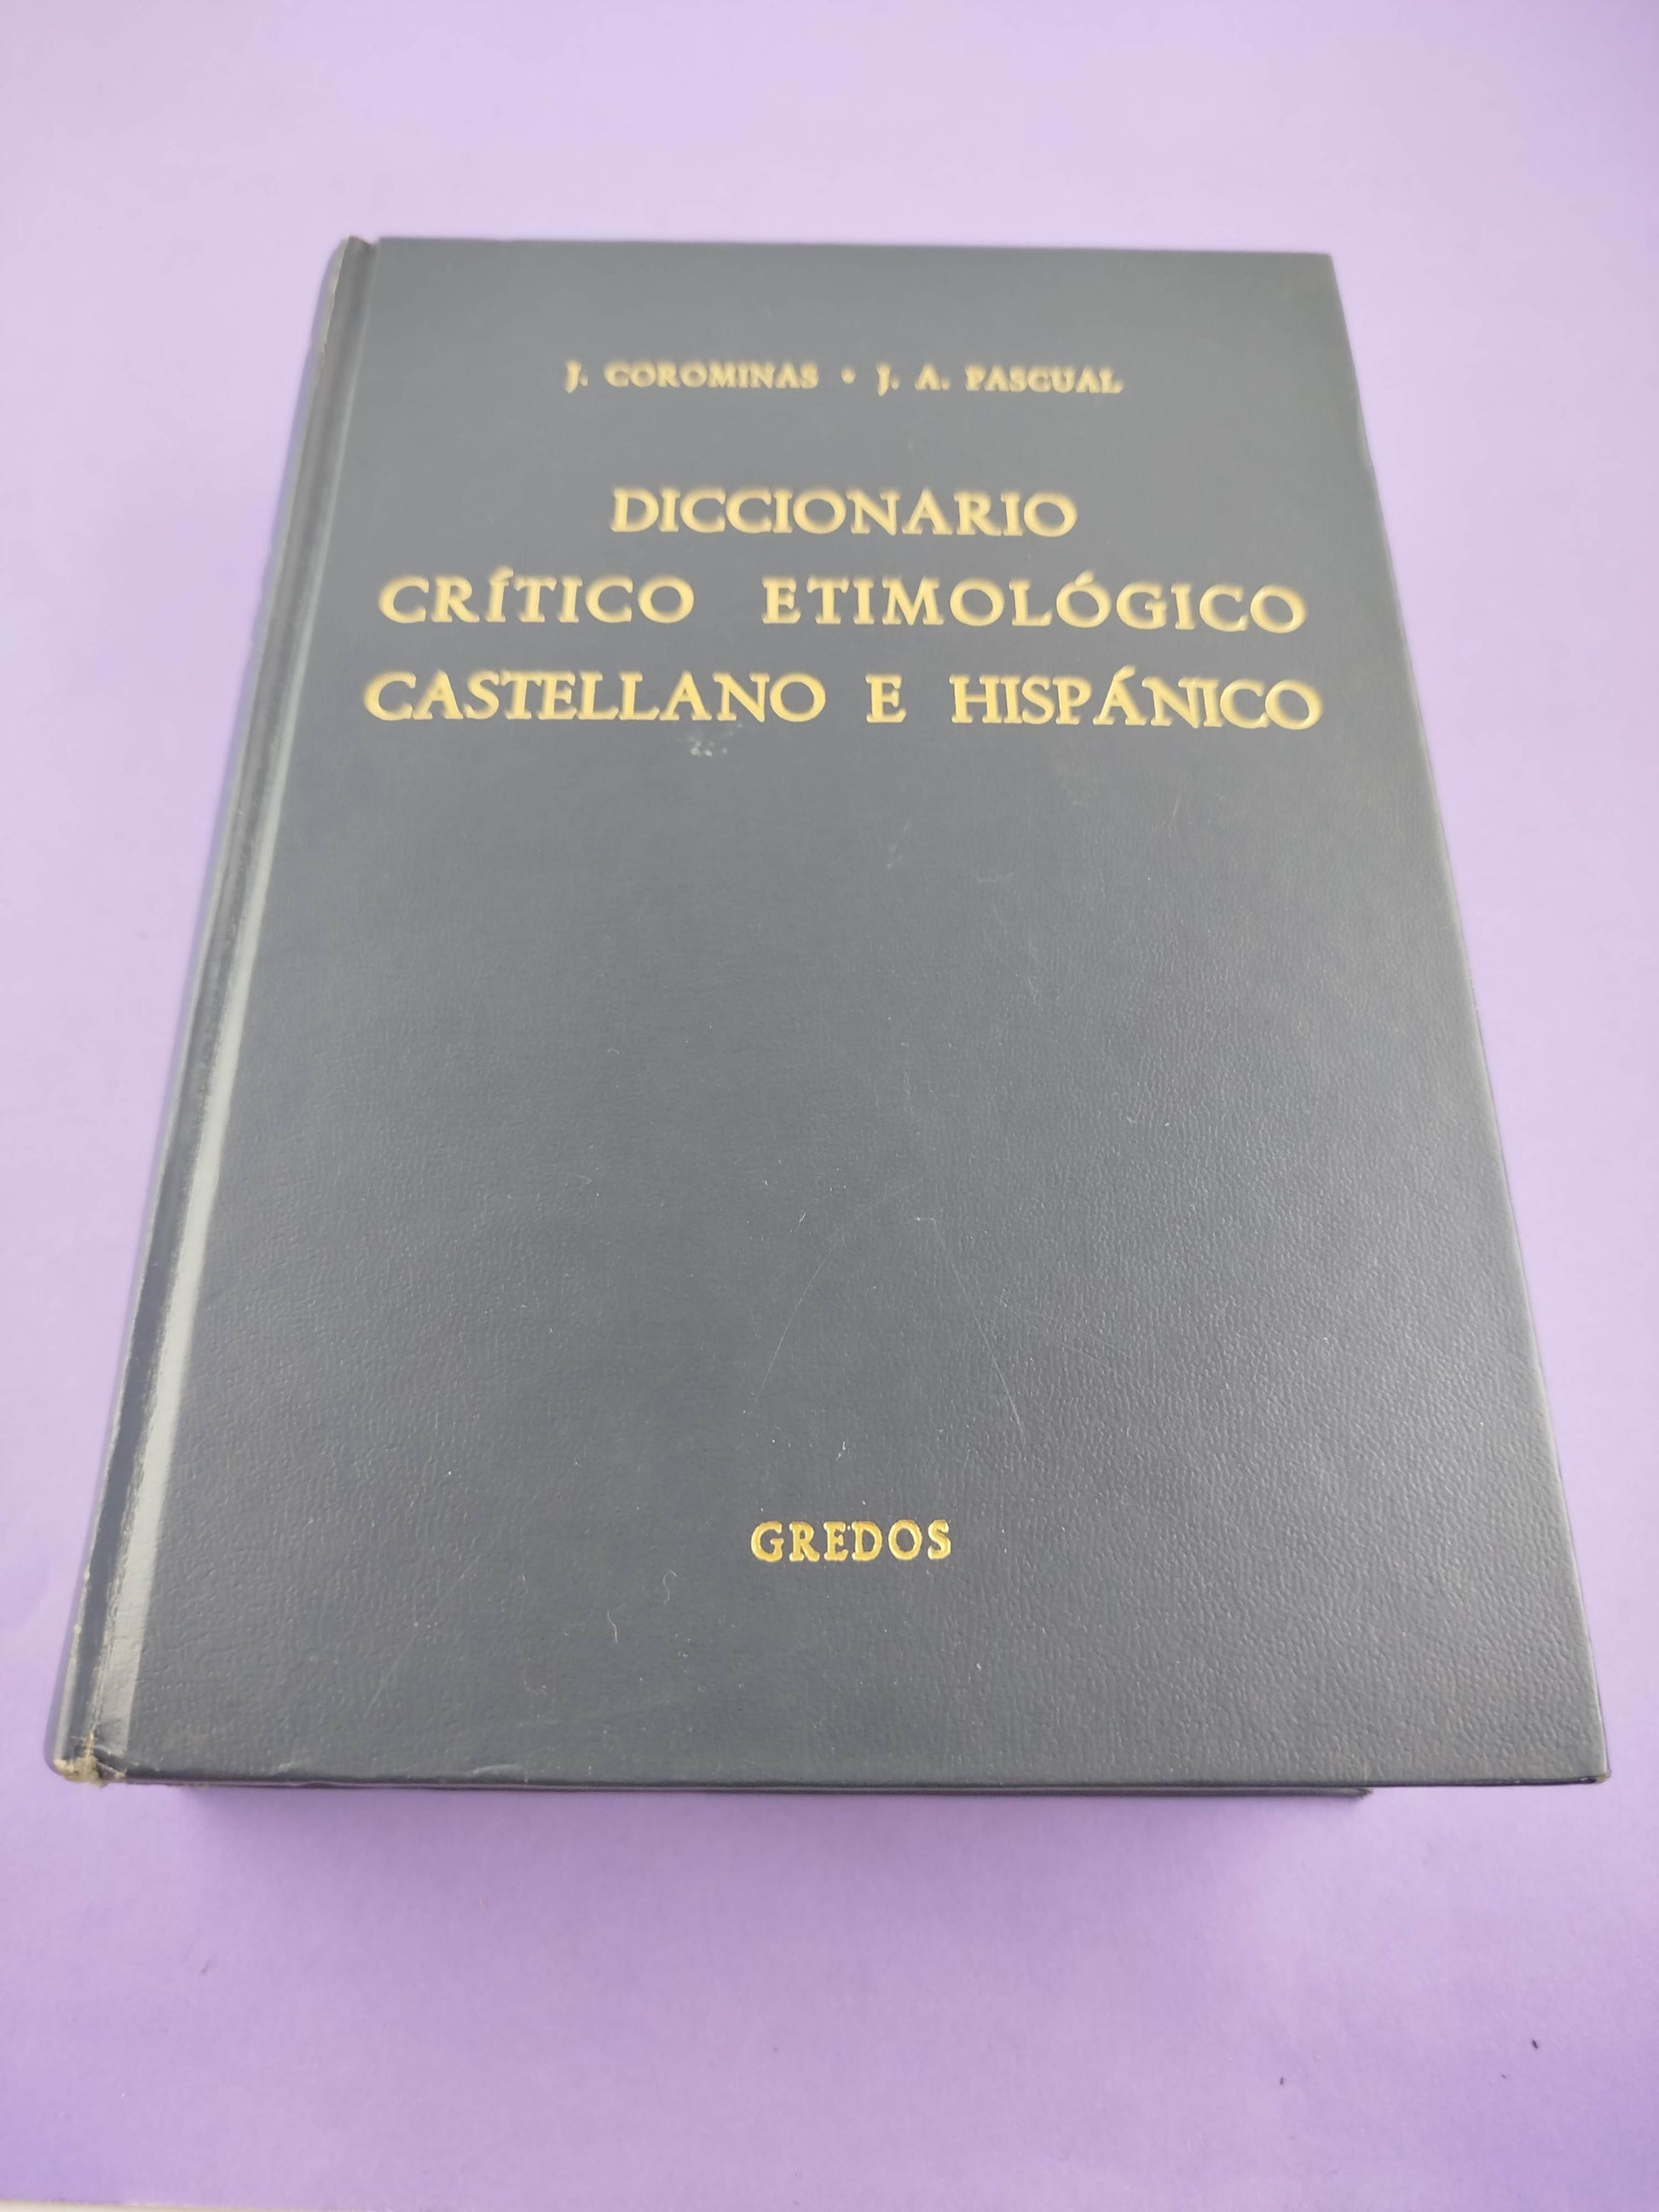 J. COROMINAS • J. A. PASCUAL
DICCIONARIO
CRÍTICO ETIMOLÓGICO
CASTELLANO E HISPÁNICO
GREDOS